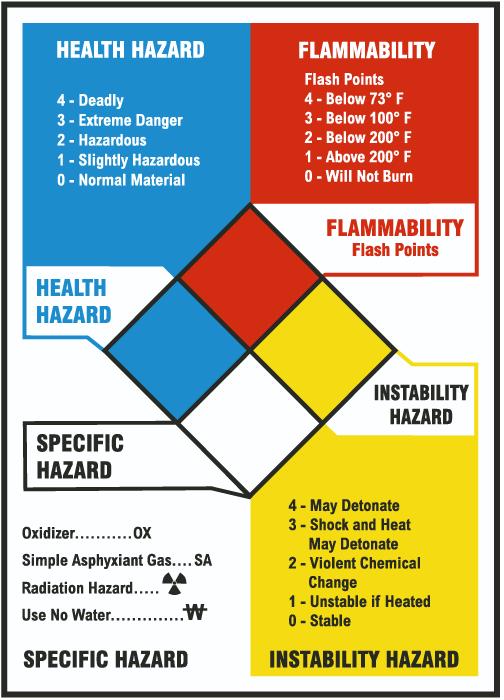 HEALTH HAZARD
4 - Deadly
3 - Extreme Danger
2 - Hazardous
1 - Slightly Hazardous
0 - Normal Material
FLAMMABILITY
Flash Points
4 - Below 73° F
3 - Below 100° F
2 - Below 200° F
1 - Above 200° F
0 - Will Not Burn
FLAMMABILITY
Flash Points
HEALTH
HAZARD
INSTABILITY
HAZARD
SPECIFIC
HAZARD
Oxidizer...........OX
Simple Asphyxiant Gas....SA
Radiation Hazard.....☢
Use No Water..............W̶
SPECIFIC HAZARD
4 - May Detonate
3 - Shock and Heat
May Detonate
2 - Violent Chemical
Change
1 - Unstable if Heated
0 - Stable
INSTABILITY HAZARD